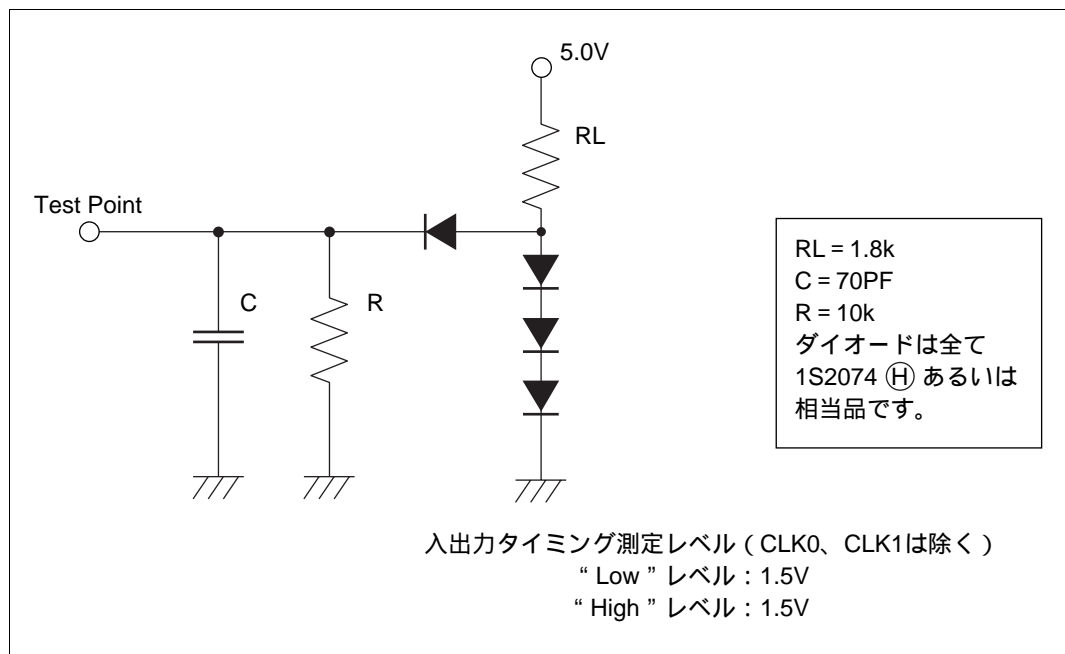 5.0V
RL
Test Point
C
R
RL = 1.8k
C = 70PF
R = 10k
ダイオードは全て
1S2074 Ⓗ あるいは
相当品です。
入出力タイミング測定レベル（CLK0、CLK1は除く）
“ Low ” レベル : 1.5V
“ High ” レベル : 1.5V